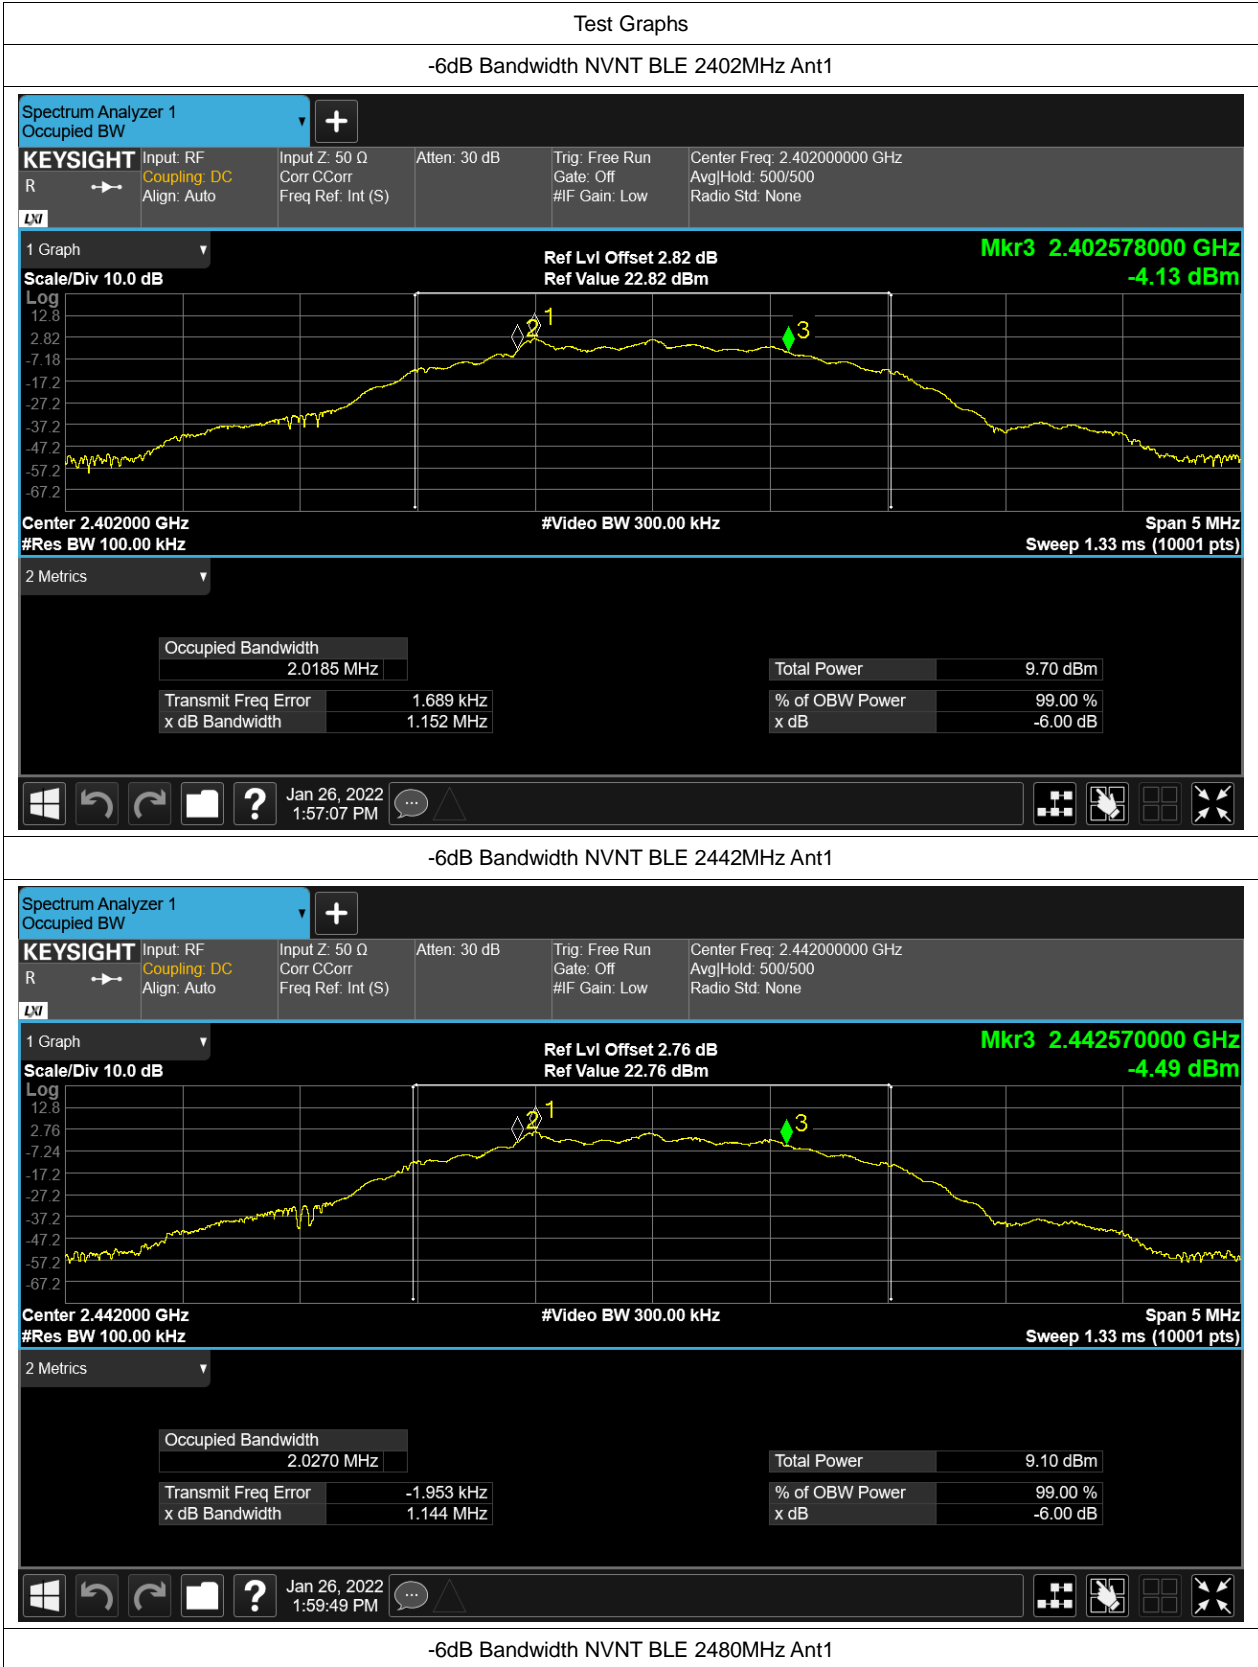 Test Graphs
-6dB Bandwidth NVNT BLE 2402MHz Ant1
Spectrum Analyzer 1
Occupied BW
KEYSIGHT Input: RF Input Z: 50 Ω Atten: 30 dB Trig: Free Run Center Freq: 2.402000000 GHz
R Coupling: DC Corr CCorr Gate: Off Avg|Hold: 500/500
Align: Auto Freq Ref: Int (S) #IF Gain: Low Radio Std: None
LXI
1 Graph Ref Lvl Offset 2.82 dB Mkr3 2.402578000 GHz
Scale/Div 10.0 dB Ref Value 22.82 dBm -4.13 dBm
Log
12.8
2.82
-7.18
-17.2
-27.2
-37.2
-47.2
-57.2
-67.2
2 1 3
Center 2.402000 GHz #Video BW 300.00 kHz Span 5 MHz
#Res BW 100.00 kHz Sweep 1.33 ms (10001 pts)
2 Metrics
Occupied Bandwidth
2.0185 MHz Total Power 9.70 dBm
Transmit Freq Error 1.689 kHz % of OBW Power 99.00 %
x dB Bandwidth 1.152 MHz x dB -6.00 dB
? Jan 26, 2022
1:57:07 PM
-6dB Bandwidth NVNT BLE 2442MHz Ant1
Spectrum Analyzer 1
Occupied BW
KEYSIGHT Input: RF Input Z: 50 Ω Atten: 30 dB Trig: Free Run Center Freq: 2.442000000 GHz
R Coupling: DC Corr CCorr Gate: Off Avg|Hold: 500/500
Align: Auto Freq Ref: Int (S) #IF Gain: Low Radio Std: None
LXI
1 Graph Ref Lvl Offset 2.76 dB Mkr3 2.442570000 GHz
Scale/Div 10.0 dB Ref Value 22.76 dBm -4.49 dBm
Log
12.8
2.76
-7.24
-17.2
-27.2
-37.2
-47.2
-57.2
-67.2
2 1 3
Center 2.442000 GHz #Video BW 300.00 kHz Span 5 MHz
#Res BW 100.00 kHz Sweep 1.33 ms (10001 pts)
2 Metrics
Occupied Bandwidth
2.0270 MHz Total Power 9.10 dBm
Transmit Freq Error -1.953 kHz % of OBW Power 99.00 %
x dB Bandwidth 1.144 MHz x dB -6.00 dB
? Jan 26, 2022
1:59:49 PM
-6dB Bandwidth NVNT BLE 2480MHz Ant1